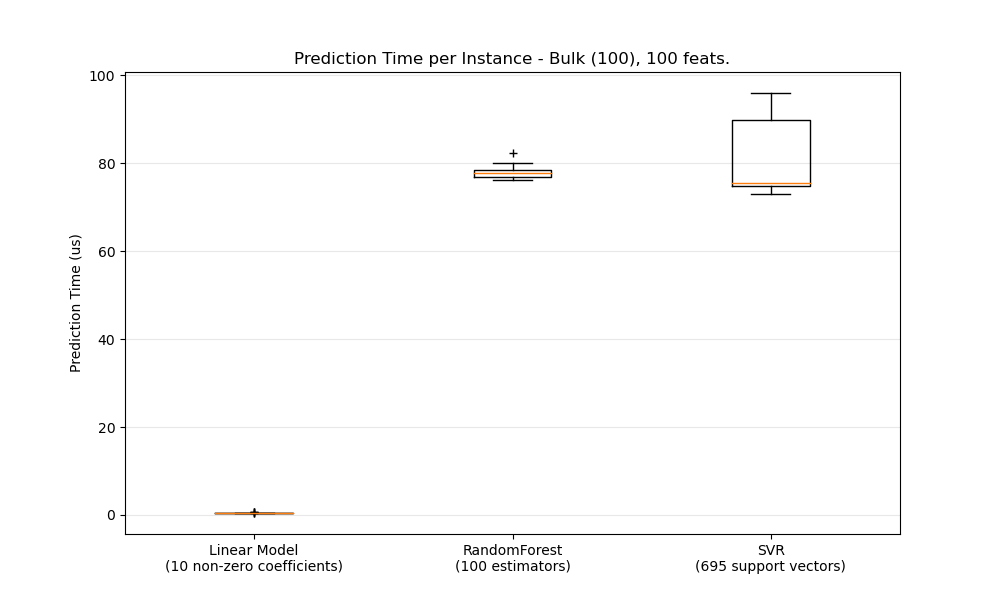 Prediction Time per Instance - Bulk (100), 100 feats.
100
80
60
40
20
0
Prediction Time (us)
Linear Model
(10 non-zero coefficients)
RandomForest
(100 estimators)
SVR
(695 support vectors)